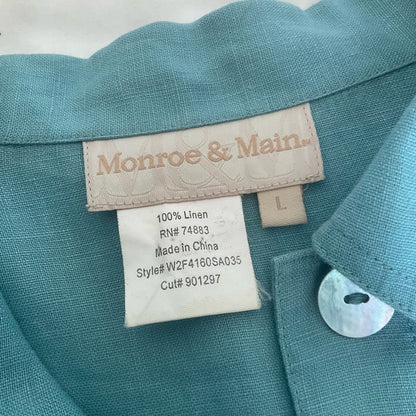 Monroe & Main
L
100% Linen
RN# 74883
Made in China
Style# W2F4160SA035
Cut# 901297